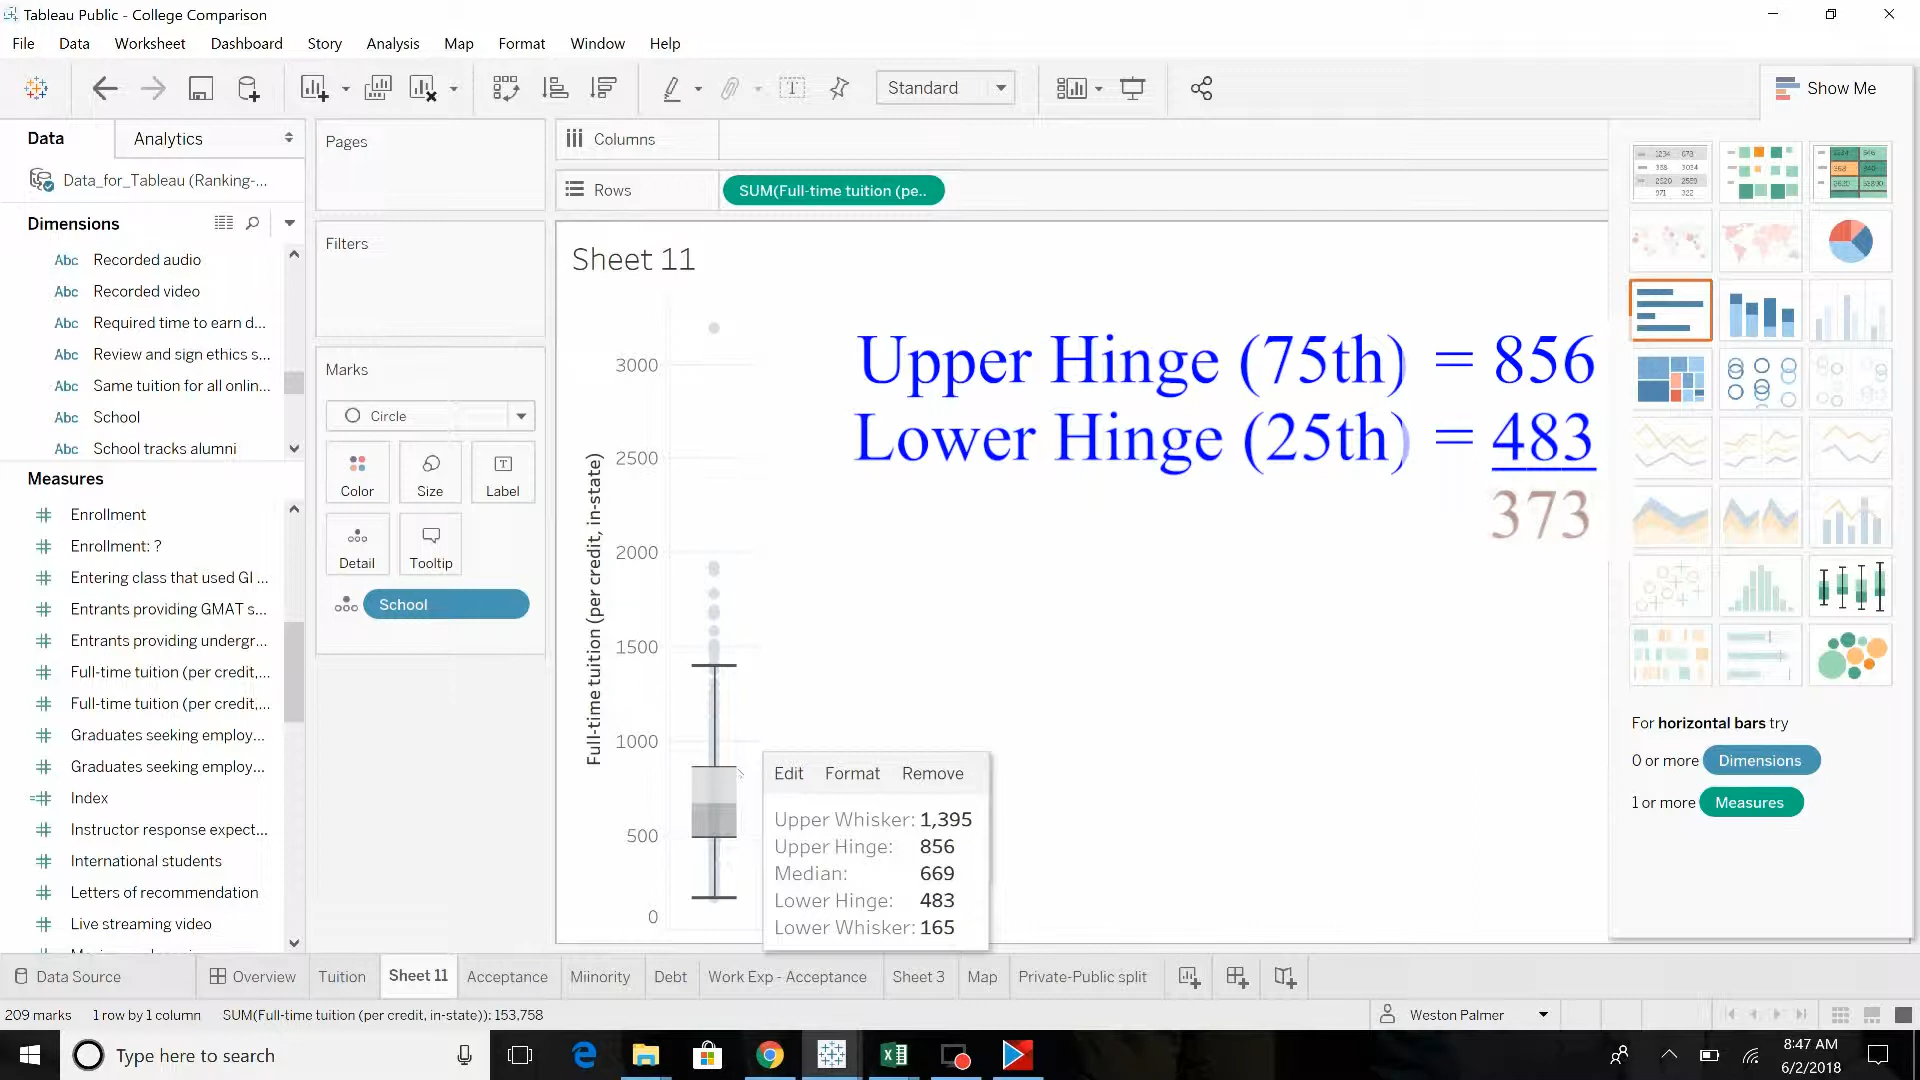 Tableau Public - College Comparison
File Data Worksheet Dashboard Story Analysis Map Format Window Help
Standard
Show Me
Data Analytics
Data_for_Tableau (Ranking-...
Dimensions
Abc Recorded audio
Abc Recorded video
Abc Required time to earn d...
Abc Review and sign ethics s...
Abc Same tuition for all onlin...
Abc School
Abc School tracks alumni
Measures
Enrollment
Enrollment: ?
Entering class that used GI ...
Entrants providing GMAT s...
Entrants providing undergr...
Full-time tuition (per credit,...
Full-time tuition (per credit,...
Graduates seeking employ...
Graduates seeking employ...
Index
Instructor response expect...
International students
Letters of recommendation
Live streaming video
Pages
Filters
Marks
Circle
Color Size Label
Detail Tooltip
School
Columns
Rows SUM(Full-time tuition (pe..
Sheet 11
Full-time tuition (per credit, in-state)
3000
2500
2000
1500
1000
500
0
Upper Hinge (75th) = 856
Lower Hinge (25th) = 483
373
Edit Format Remove
Upper Whisker: 1,395
Upper Hinge: 856
Median: 669
Lower Hinge: 483
Lower Whisker: 165
For horizontal bars try
0 or more Dimensions
1 or more Measures
Data Source Overview Tuition Sheet 11 Acceptance Miinority Debt Work Exp - Acceptance Sheet 3 Map Private-Public split
209 marks 1 row by 1 column SUM(Full-time tuition (per credit, in-state)): 153,758
Weston Palmer
Type here to search
8:47 AM
6/2/2018